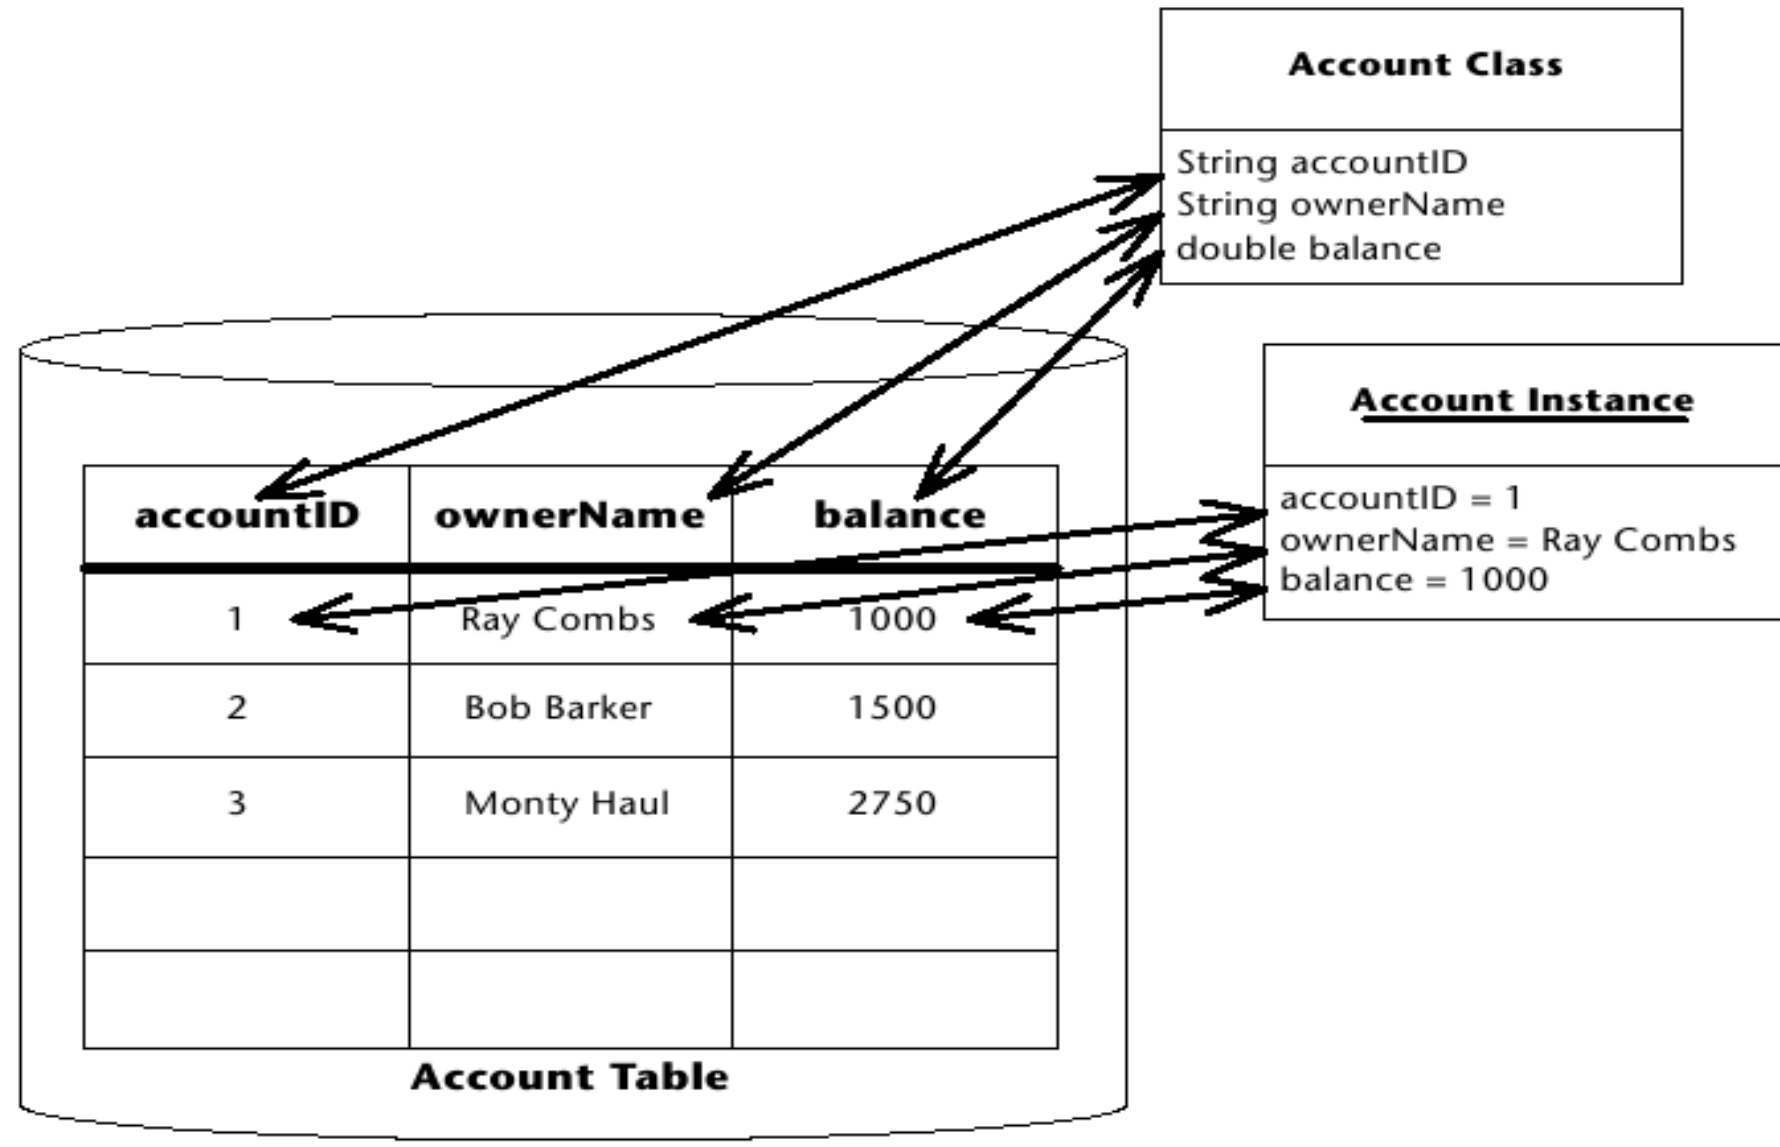 Account Class
String accountID
String ownerName
double balance
Account Instance
accountID = 1
ownerName = Ray Combs
balance = 1000
accountID ownerName balance
1 Ray Combs 1000
2 Bob Barker 1500
3 Monty Haul 2750
Account Table